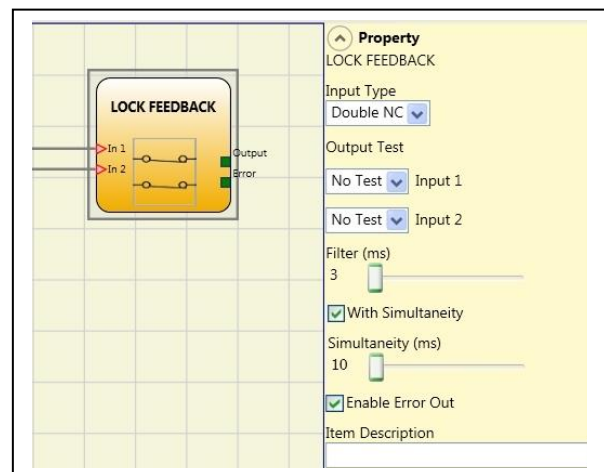 LOCK FEEDBACK
In 1
In 2
Output
Error
Property
LOCK FEEDBACK
Input Type
Double NC
Output Test
No Test Input 1
No Test Input 2
Filter (ms)
3
With Simultaneity
Simultaneity (ms)
10
Enable Error Out
Item Description